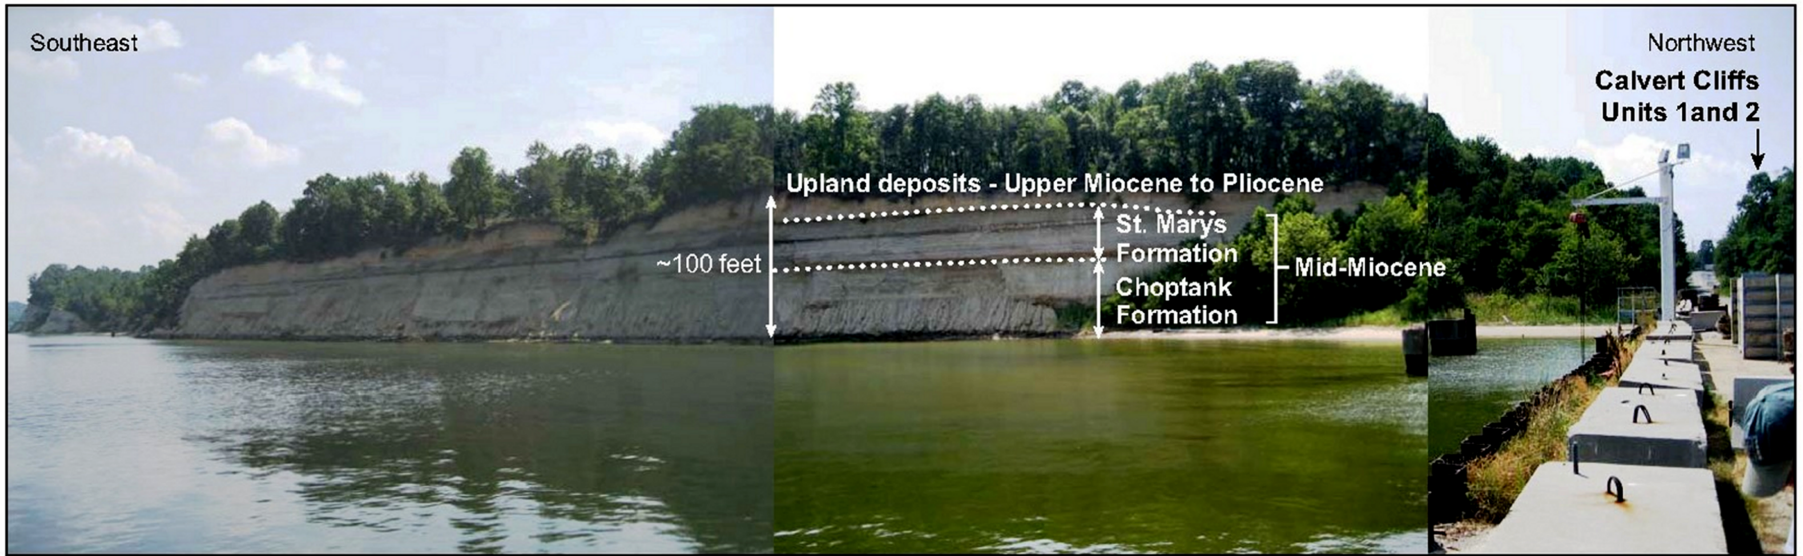 Southeast
Northwest
Calvert Cliffs
Units 1and 2
Upland deposits - Upper Miocene to Pliocene
St. Marys
Formation
~100 feet
Mid-Miocene
Choptank
Formation